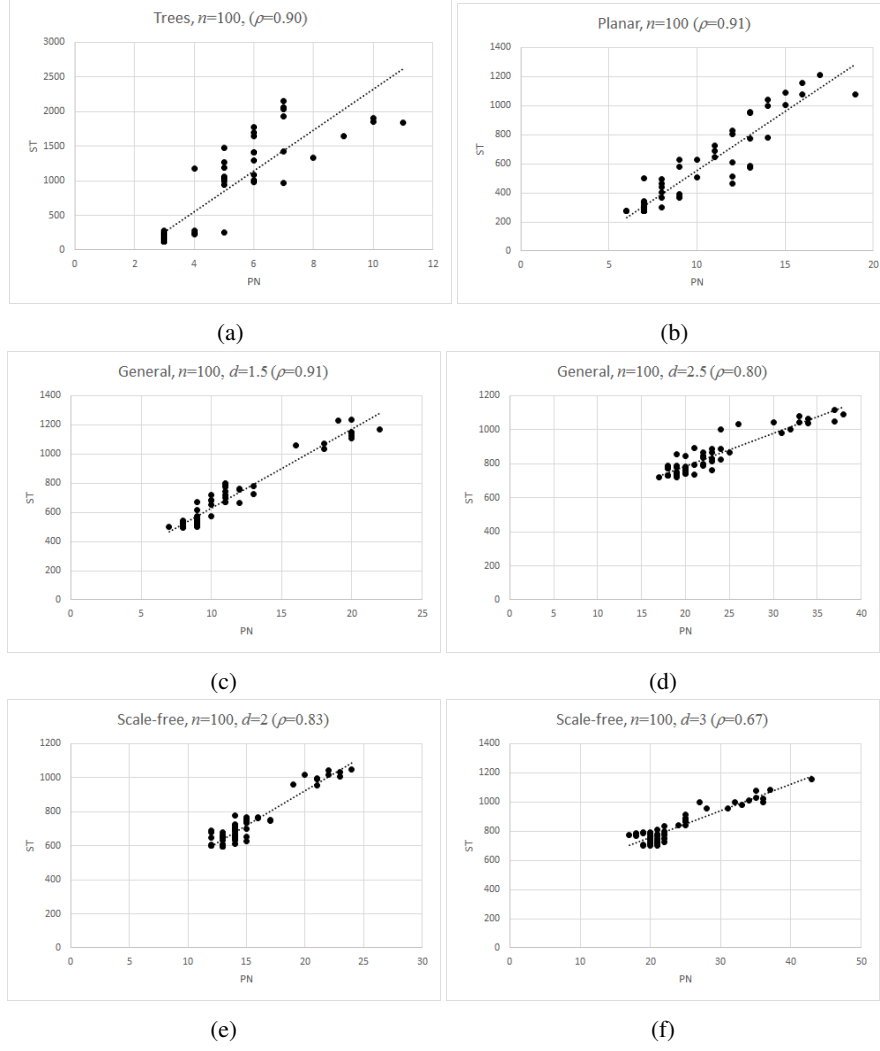 Trees, n=100, (ρ=0.90)
3000
2500
2000
1500
1000
500
0
ST
0 2 4 6 8 10 12
PN
(a)
Planar, n=100 (ρ=0.91)
1400
1200
1000
800
600
400
200
0
ST
0 5 10 15 20
PN
(b)
General, n=100, d=1.5 (ρ=0.91)
1400
1200
1000
800
600
400
200
0
ST
0 5 10 15 20 25
PN
(c)
General, n=100, d=2.5 (ρ=0.80)
1200
1000
800
600
400
200
0
ST
0 5 10 15 20 25 30 35 40
PN
(d)
Scale-free, n=100, d=2 (ρ=0.83)
1200
1000
800
600
400
200
0
ST
0 5 10 15 20 25 30
PN
(e)
Scale-free, n=100, d=3 (ρ=0.67)
1400
1200
1000
800
600
400
200
0
ST
0 10 20 30 40 50
PN
(f)